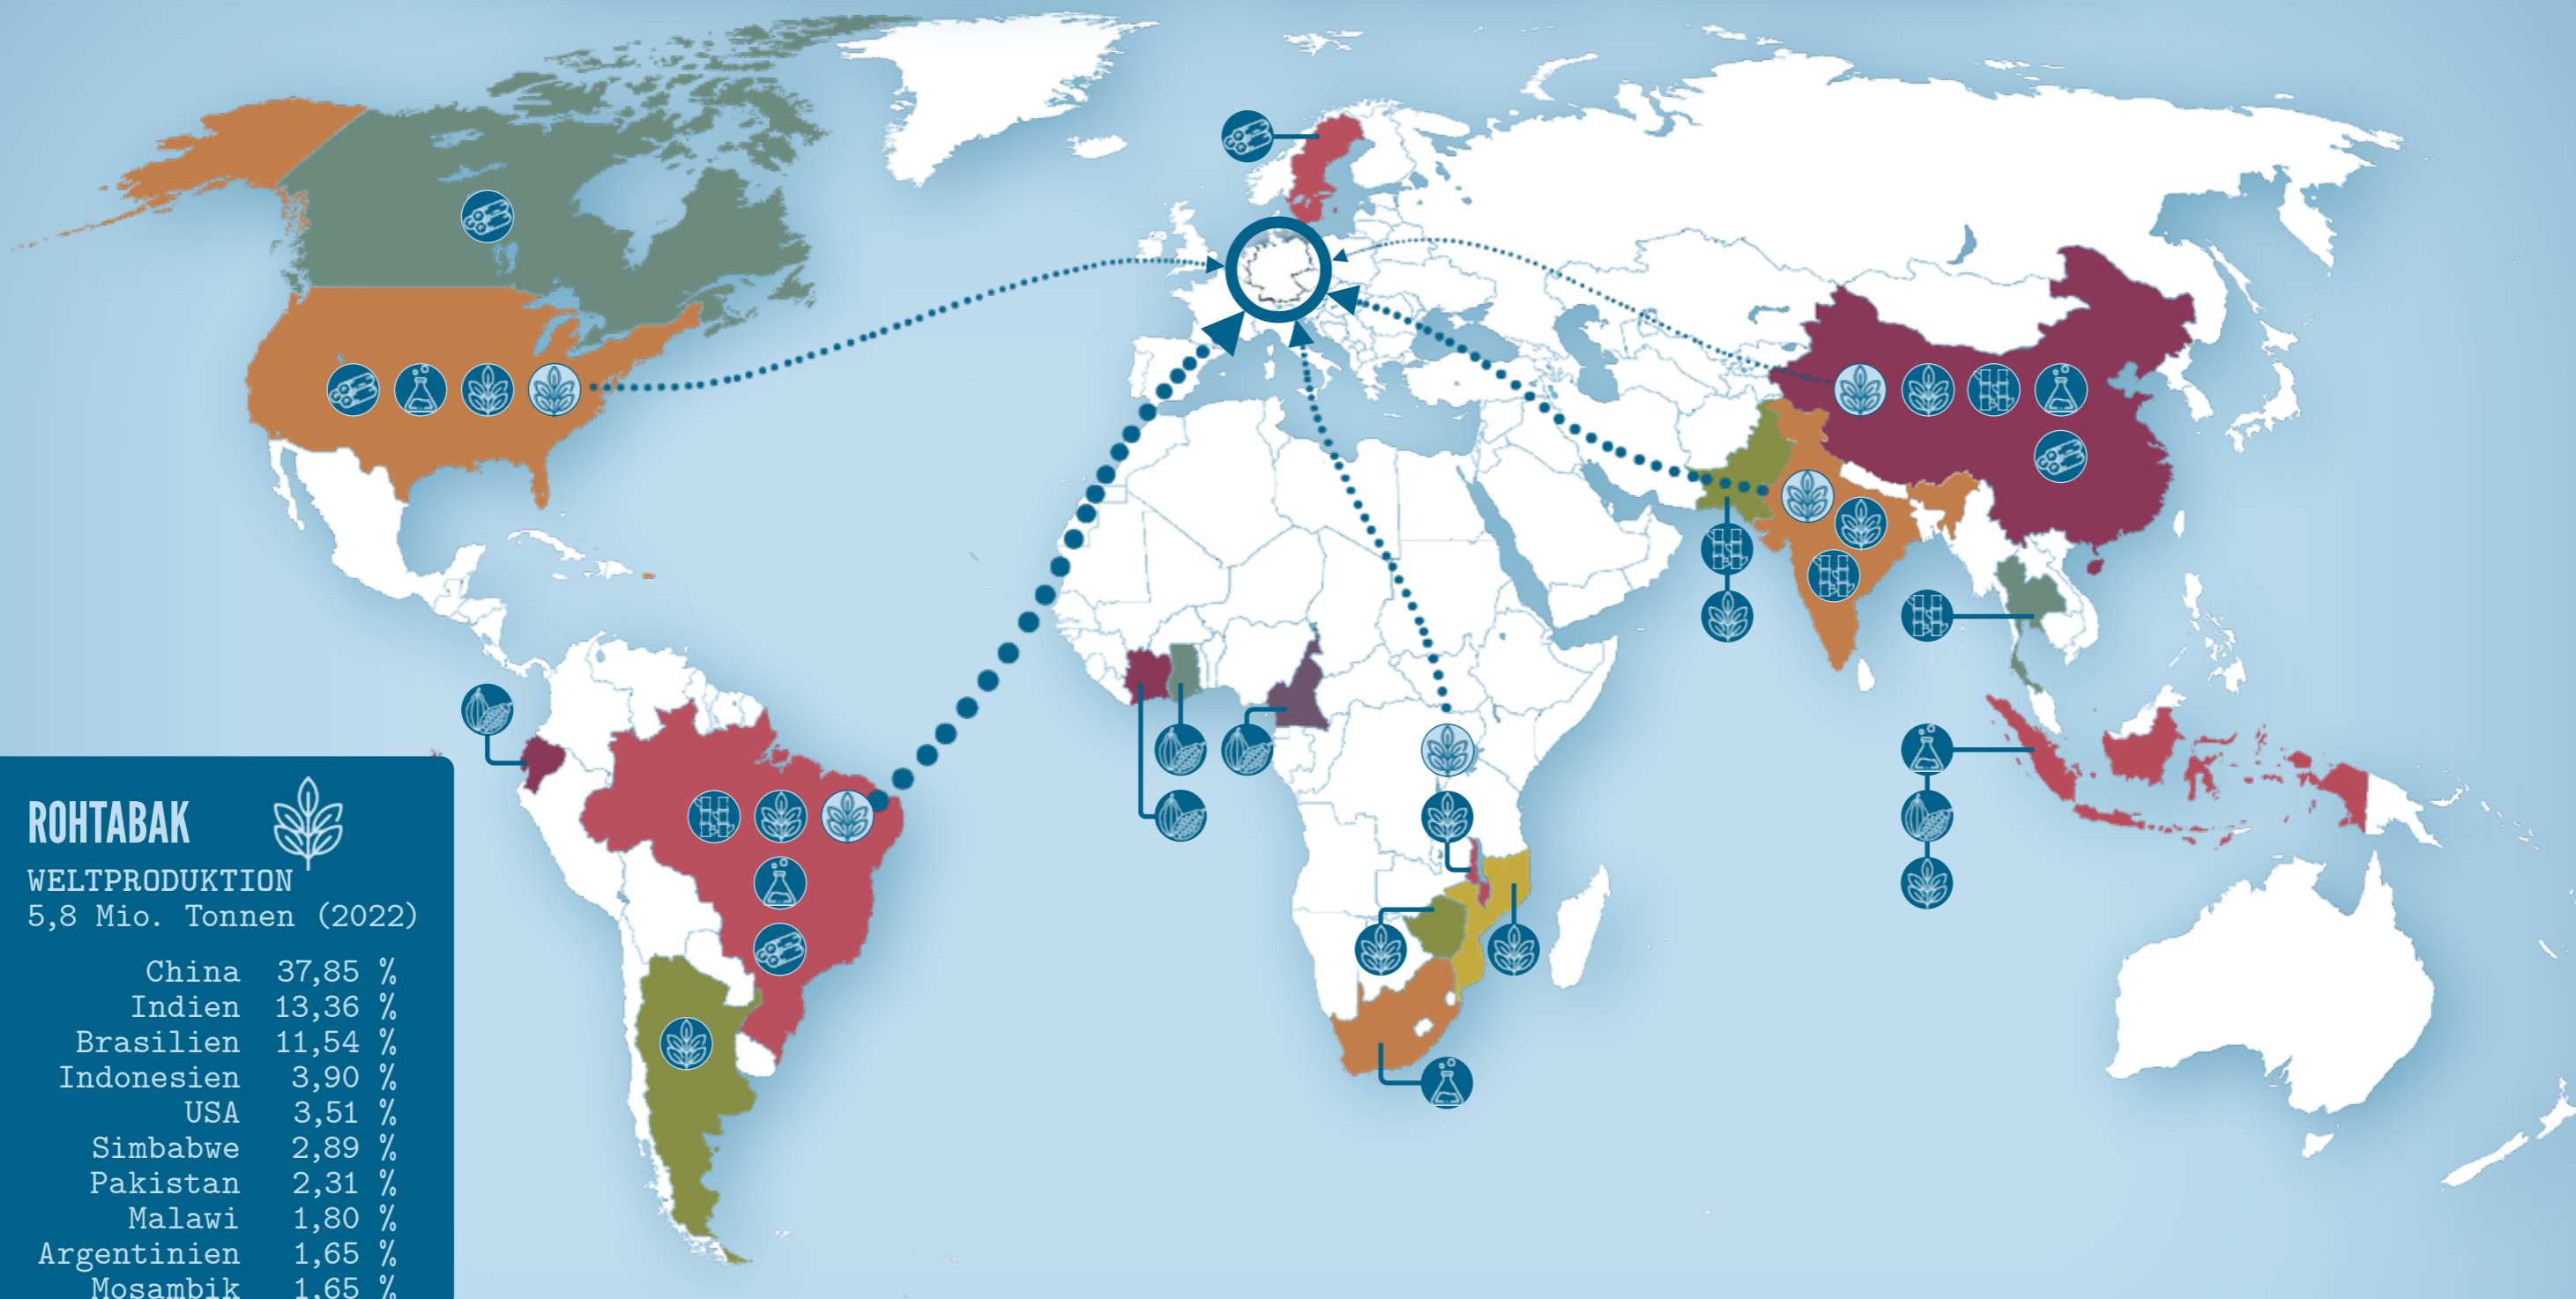 ROHTABAK
WELTPRODUKTION
5,8 Mio. Tonnen (2022)
China 37,85 %
Indien 13,36 %
Brasilien 11,54 %
Indonesien 3,90 %
USA 3,51 %
Simbabwe 2,89 %
Pakistan 2,31 %
Malawi 1,80 %
Argentinien 1,65 %
Mosambik 1,65 %